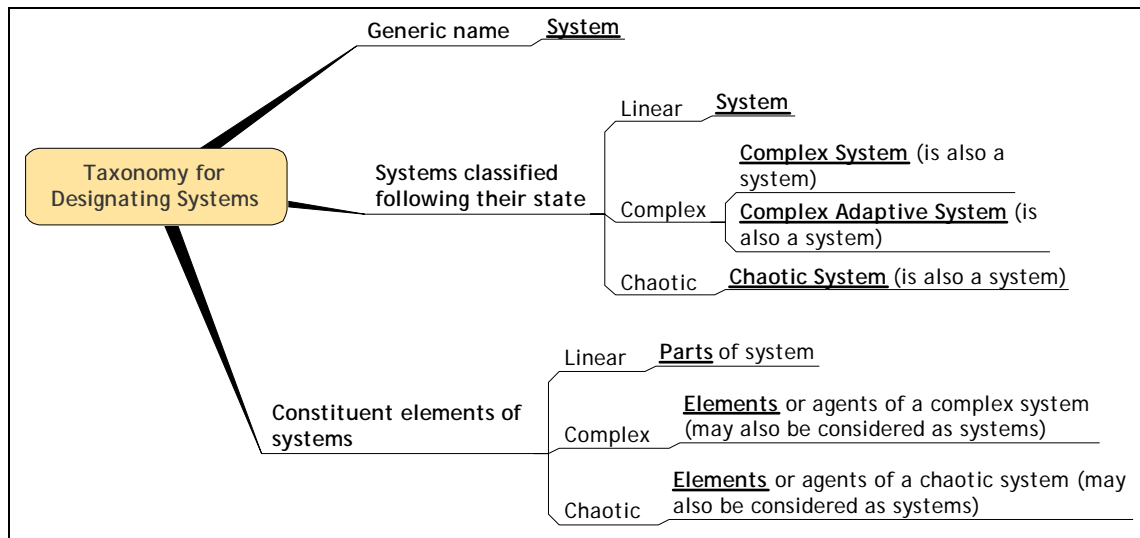 Generic name
System
Taxonomy for
Designating Systems
Systems classified
following their state
Linear
System
Complex
Complex System (is also a
system)
Complex Adaptive System (is
also a system)
Chaotic
Chaotic System (is also a system)
Constituent elements of
systems
Linear
Parts of system
Complex
Elements or agents of a complex system
(may also be considered as systems)
Chaotic
Elements or agents of a chaotic system (may
also be considered as systems)